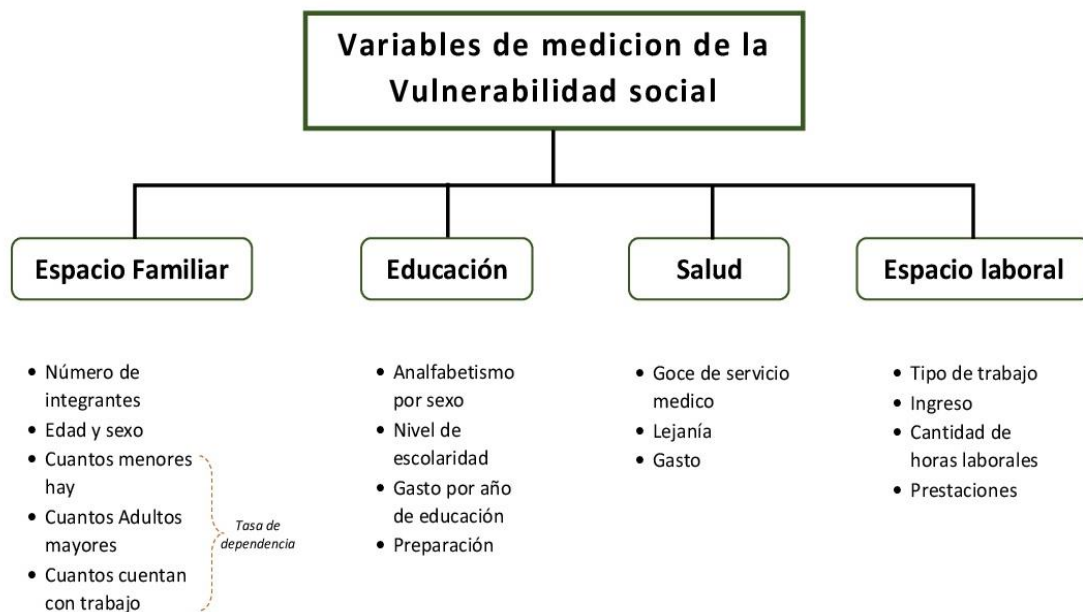 Variables de medicion de la
Vulnerabilidad social
Espacio Familiar
Educación
Salud
Espacio laboral
• Número de
integrantes
• Edad y sexo
• Cuantos menores
hay
• Cuantos Adultos
mayores
• Cuantos cuentan
con trabajo
Tasa de
dependencia
• Analfabetismo
por sexo
• Nivel de
escolaridad
• Gasto por año
de educación
• Preparación
• Goce de servicio
medico
• Lejanía
• Gasto
• Tipo de trabajo
• Ingreso
• Cantidad de
horas laborales
• Prestaciones